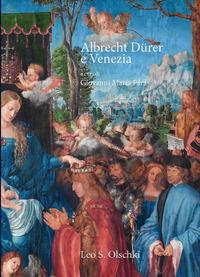 Albrecht Dürer
e Venezia
a cura di
Giovanni Maria Fara
Leo S. Olschki